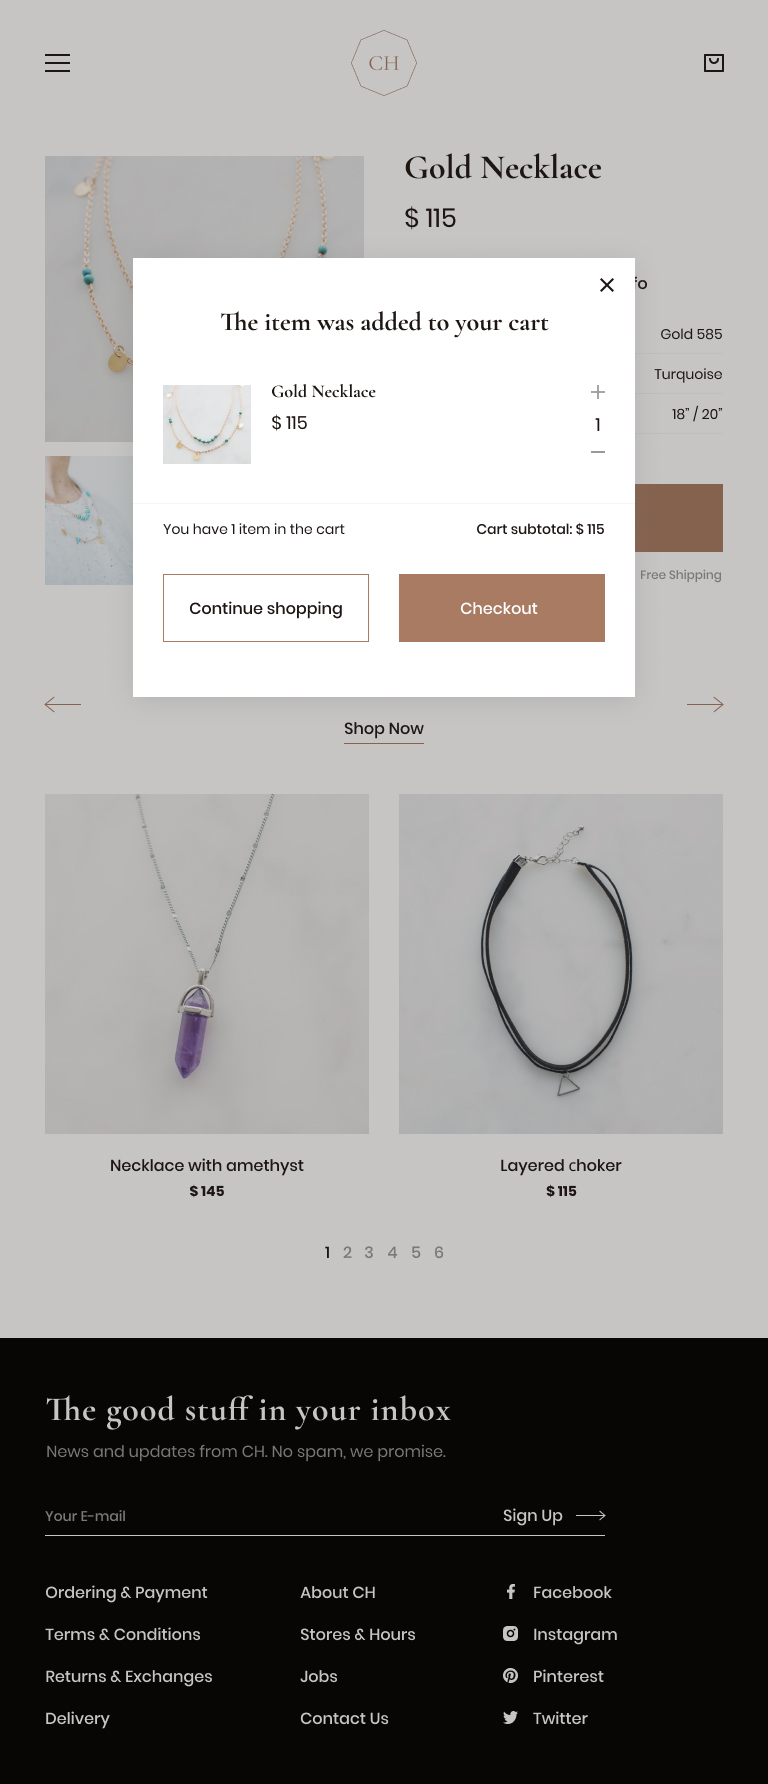 CH
Gold Necklace
$ 115
fo
Gold 585
Turquoise
18” / 20”
Free Shipping
The item was added to your cart
Gold Necklace
$ 115
1
You have 1 item in the cart
Cart subtotal: $ 115
Continue shopping
Checkout
Shop Now
Necklace with amethyst
$ 145
Layered choker
$ 115
1 2 3 4 5 6
The good stuff in your inbox
News and updates from CH. No spam, we promise.
Your E-mail
Sign Up
Ordering & Payment
About CH
Facebook
Terms & Conditions
Stores & Hours
Instagram
Returns & Exchanges
Jobs
Pinterest
Delivery
Contact Us
Twitter